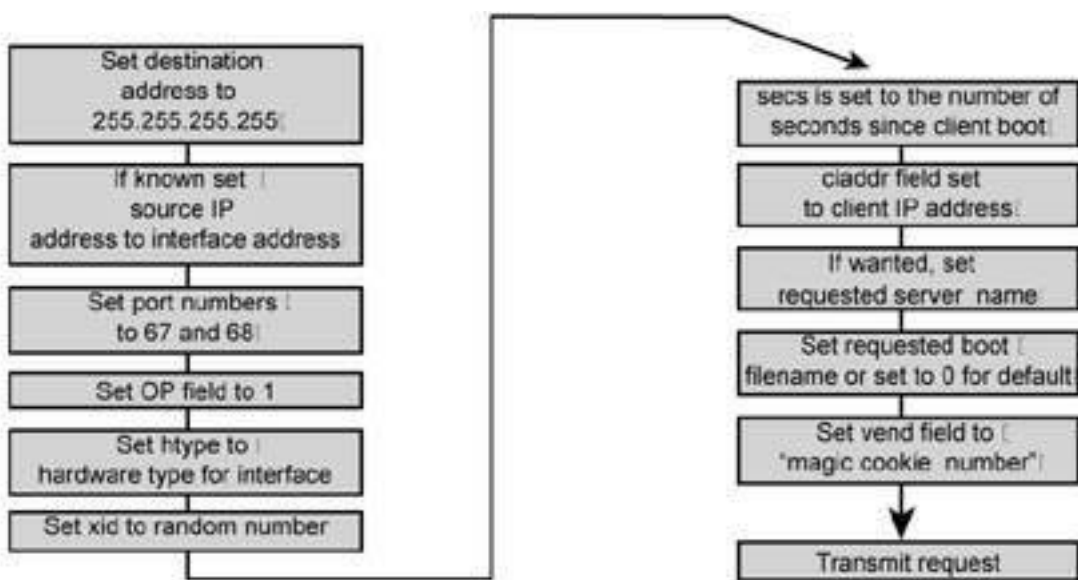 Set destination
address to
255.255.255.255
If known set
source IP
address to interface address
Set port numbers
to 67 and 68
Set OP field to 1
Set htype to
hardware type for interface
Set xid to random number
secs is set to the number of
seconds since client boot
ciaddr field set
to client IP address
If wanted, set
requested server name
Set requested boot
filename or set to 0 for default
Set vend field to
"magic cookie number"
Transmit request